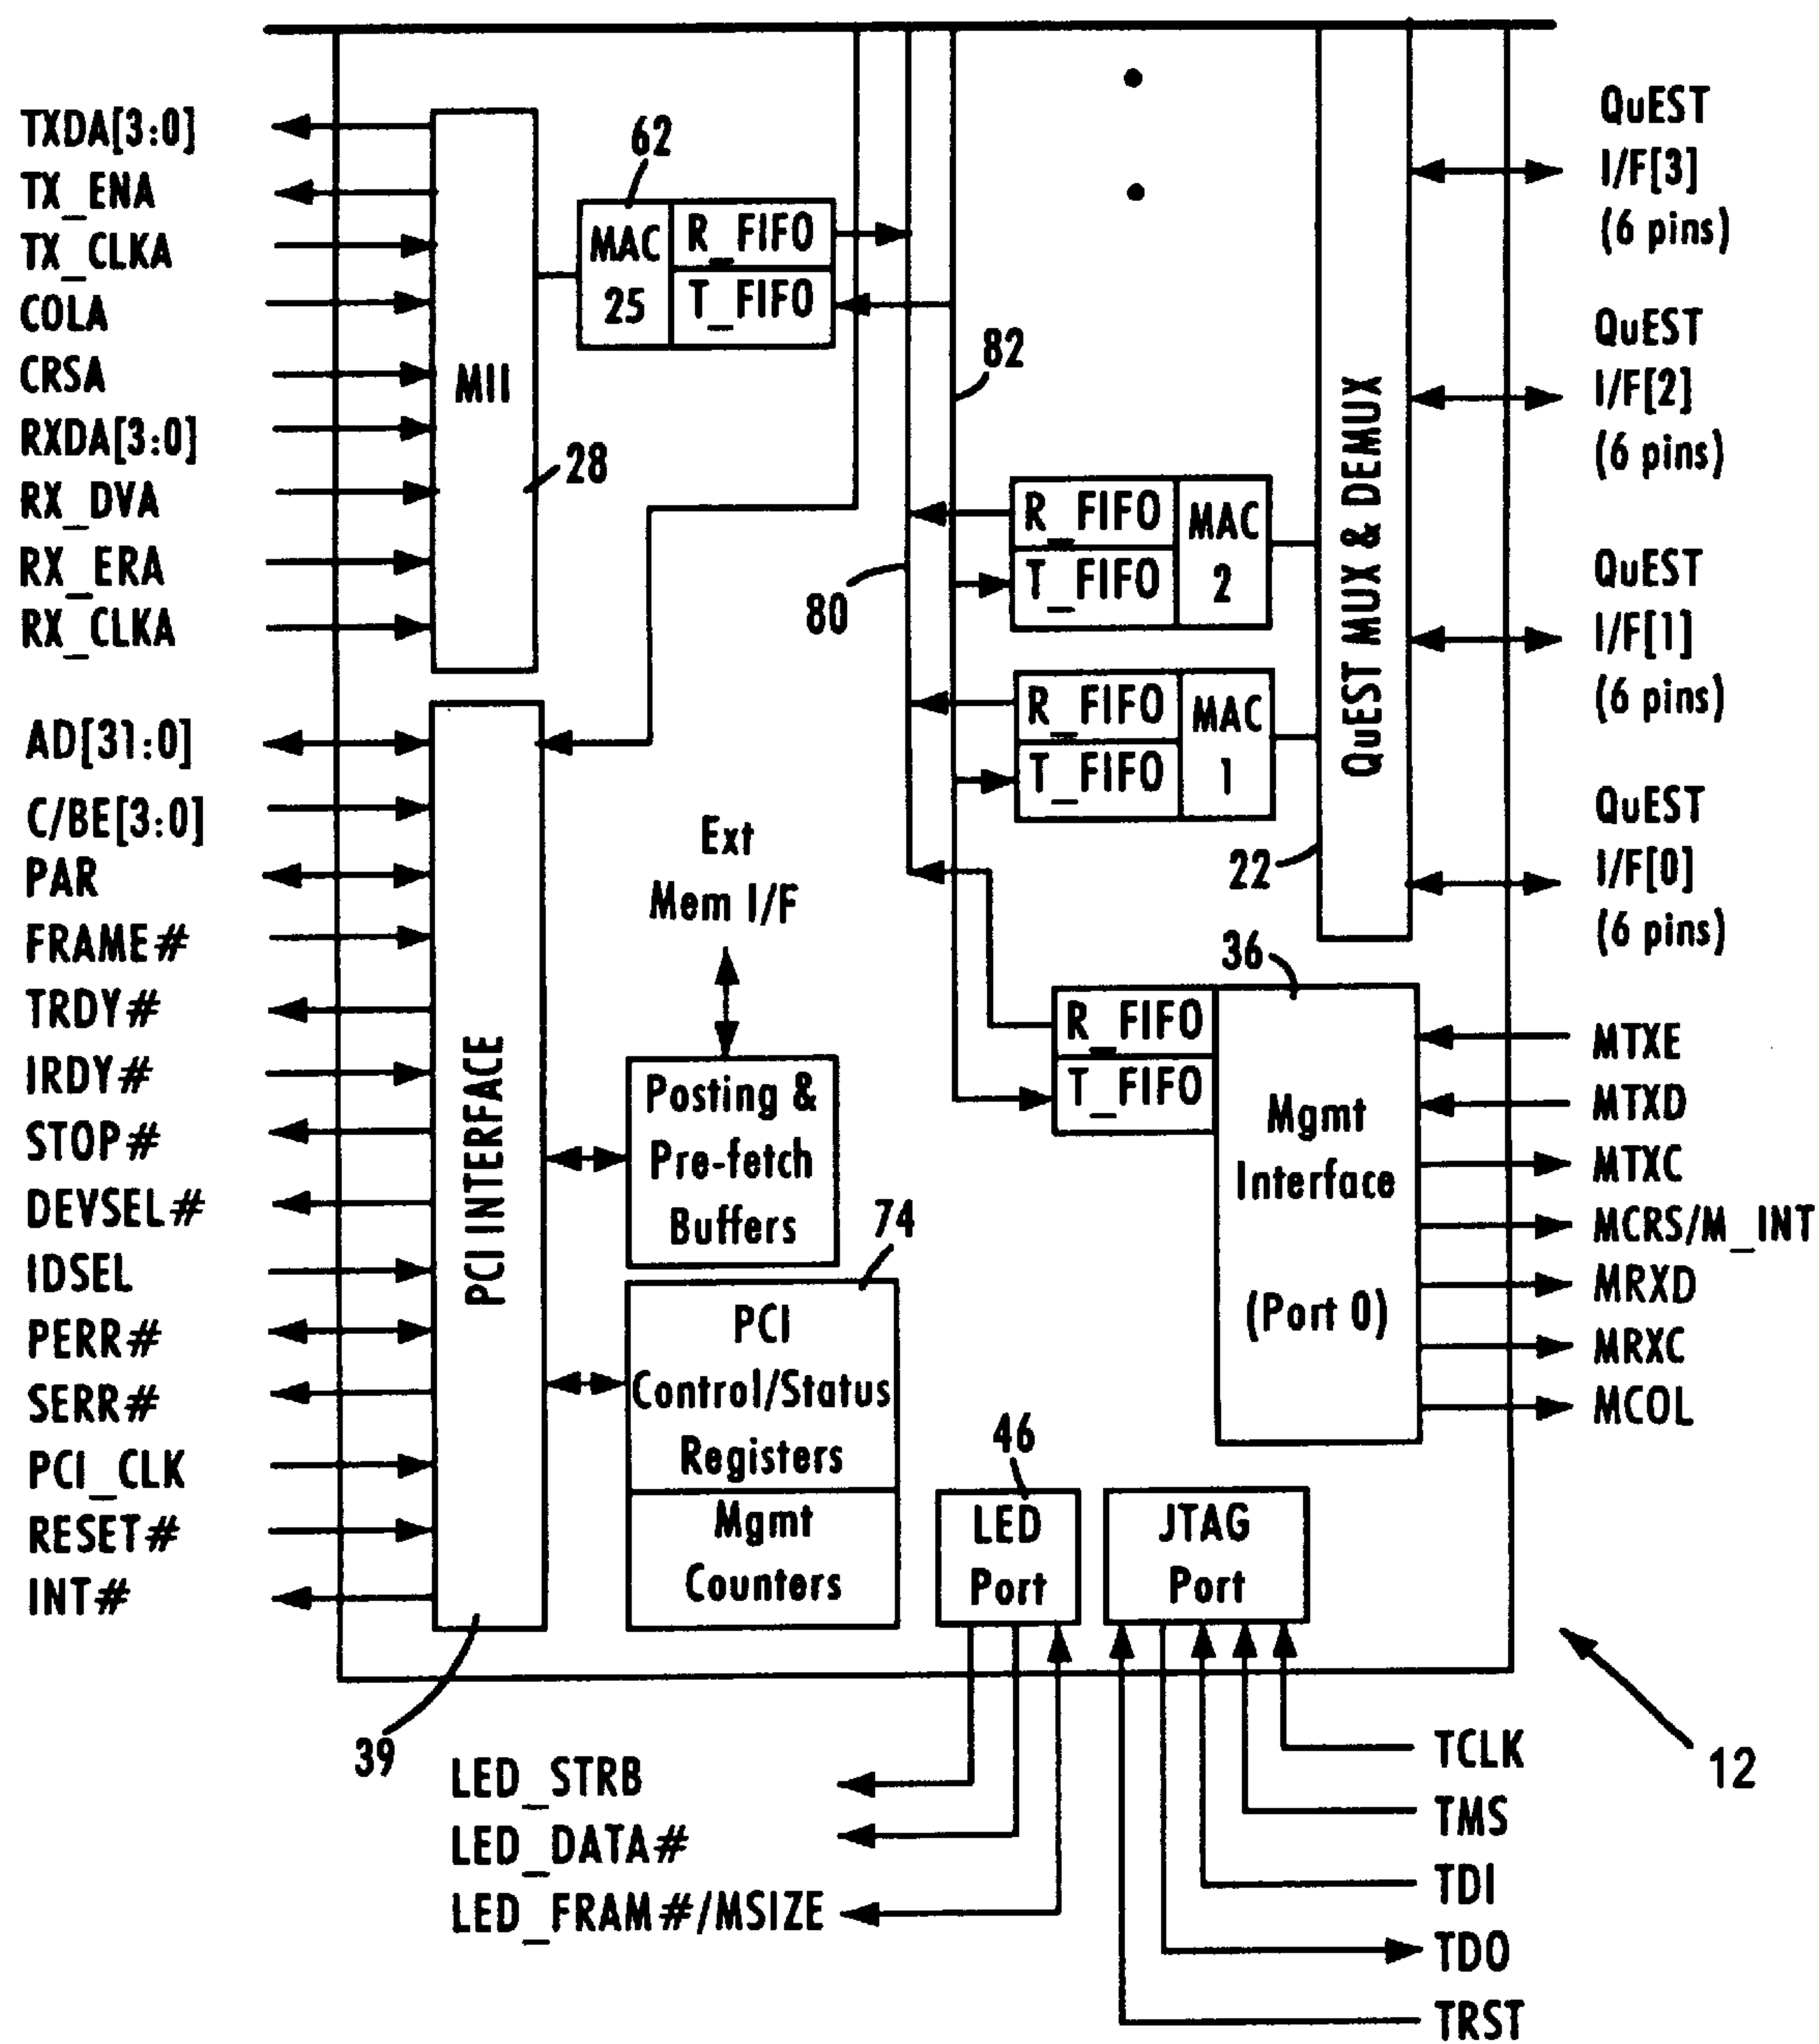 TXDA[3:0]
TX_ENA
TX_CLKA
COLA
CRSA
RXDA[3:0]
RX_DVA
RX_ERA
RX_CLKA
MII
28
62
MAC
25
R_FIFO
T_FIFO
82
80
R_FIFO
T_FIFO
MAC
2
R_FIFO
T_FIFO
MAC
1
QuEST MUX & DEMUX
22
QuEST
I/F[3]
(6 pins)
QuEST
I/F[2]
(6 pins)
QuEST
I/F[1]
(6 pins)
QuEST
I/F[0]
(6 pins)
AD[31:0]
C/BE[3:0]
PAR
FRAME#
TRDY#
IRDY#
STOP#
DEVSEL#
IDSEL
PERR#
SERR#
PCI_CLK
RESET#
INT#
PCI INTERFACE
39
Ext
Mem I/F
Posting &
Pre-fetch
Buffers
74
PCI
Control/Status
Registers
Mgmt
Counters
36
R_FIFO
T_FIFO
Mgmt
Interface
(Port 0)
MTXE
MTXD
MTXC
MCRS/M_INT
MRXD
MRXC
MCOL
46
LED
Port
JTAG
Port
LED_STRB
LED_DATA#
LED_FRAM#/MSIZE
TCLK
TMS
TDI
TDO
TRST
12